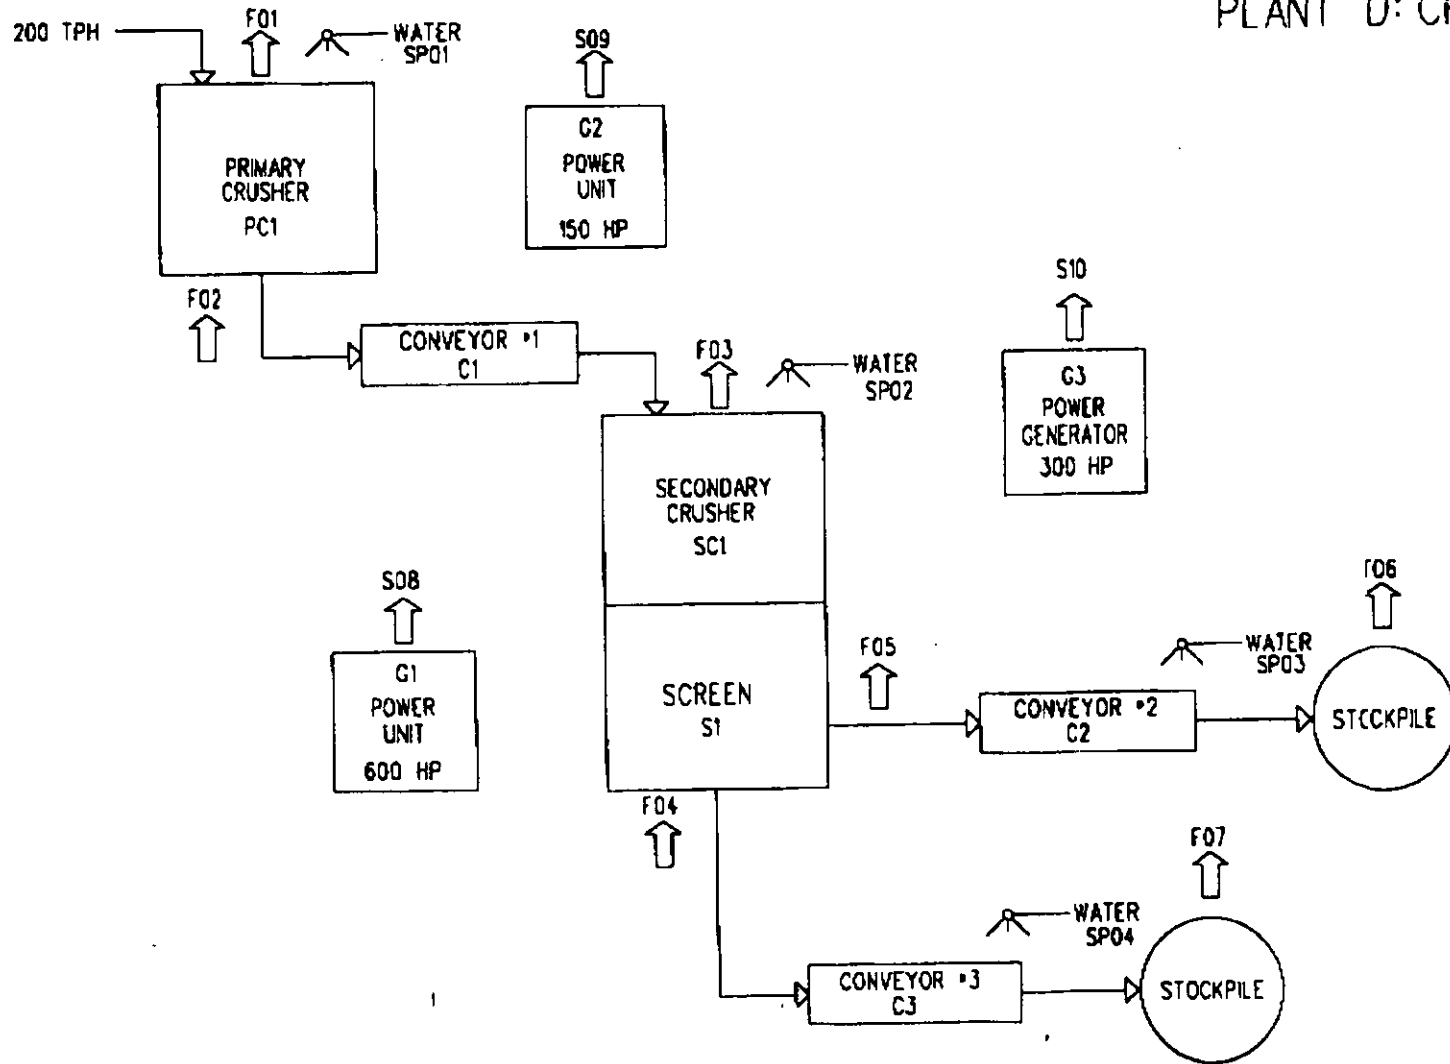 PLANT D:
200 TPH
F01
WATER
SP01
S09
G2
POWER
UNIT
150 HP
PRIMARY
CRUSHER
PC1
F02
CONVEYOR #1
C1
S10
G3
POWER
GENERATOR
300 HP
F03
WATER
SP02
SECONDARY
CRUSHER
SC1
S08
G1
POWER
UNIT
600 HP
SCREEN
S1
F05
CONVEYOR #2
C2
WATER
SP03
F06
STOCKPILE
F04
CONVEYOR #3
C3
WATER
SP04
F07
STOCKPILE